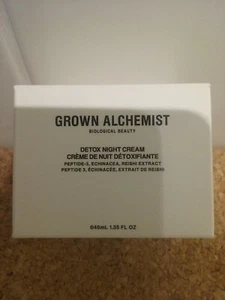 GROWN ALCHEMIST
BIOLOGICAL BEAUTY
DETOX NIGHT CREAM
CRÈME DE NUIT DÉTOXIFIANTE
PEPTIDE-3, ECHINACEA, REISHI EXTRACT
PEPTIDE 3, ÉCHINACÉE, EXTRAIT DE REISHI
℮40mL 1.35 FL OZ